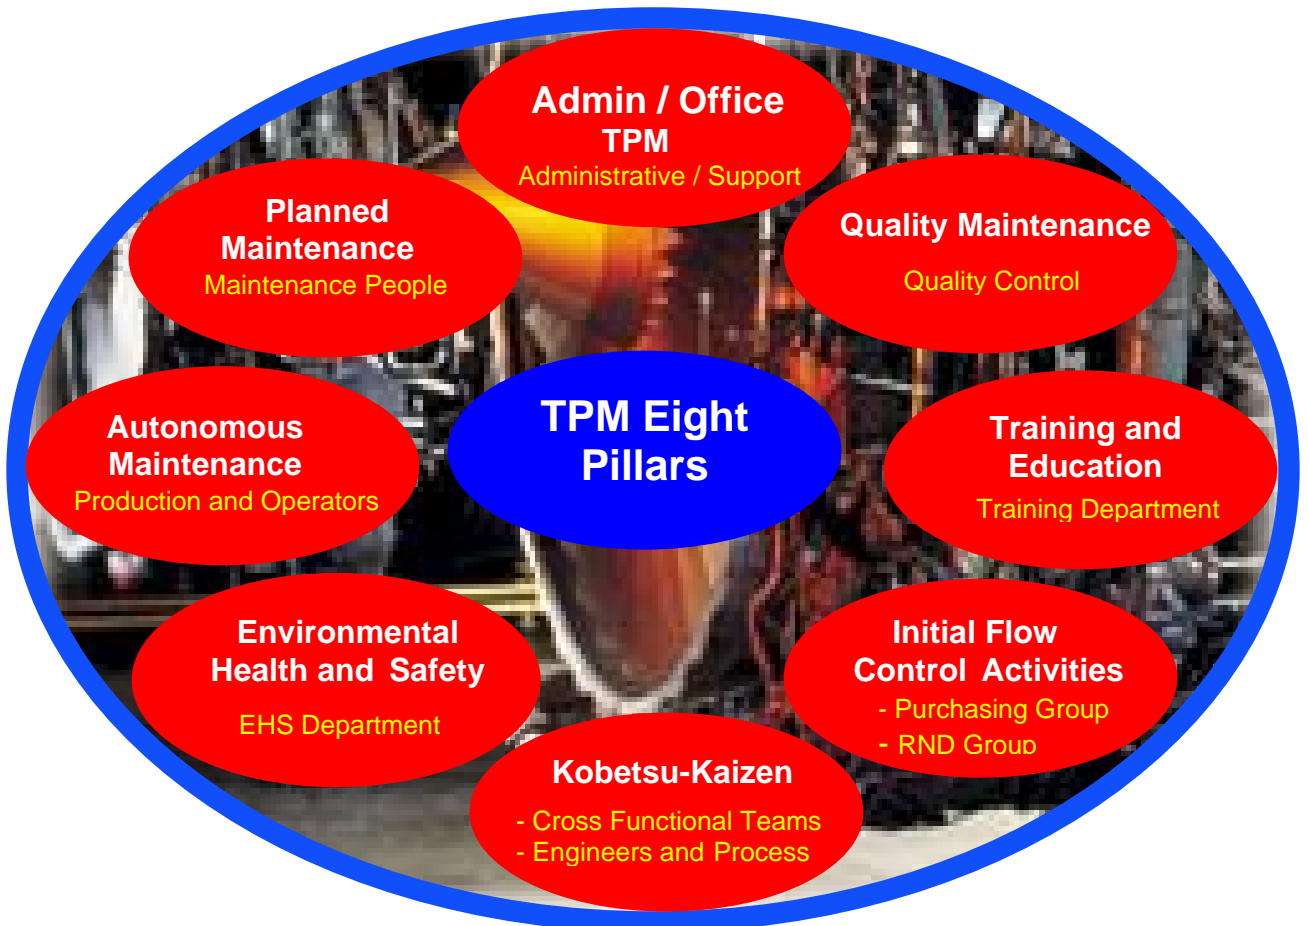 Admin / Office
TPM
Administrative / Support
Planned
Maintenance
Maintenance People
Quality Maintenance
Quality Control
Autonomous
Maintenance
Production and Operators
TPM Eight
Pillars
Training and
Education
Training Department
Environmental
Health and Safety
EHS Department
Initial Flow
Control Activities
- Purchasing Group
- RND Group
Kobetsu-Kaizen
- Cross Functional Teams
- Engineers and Process